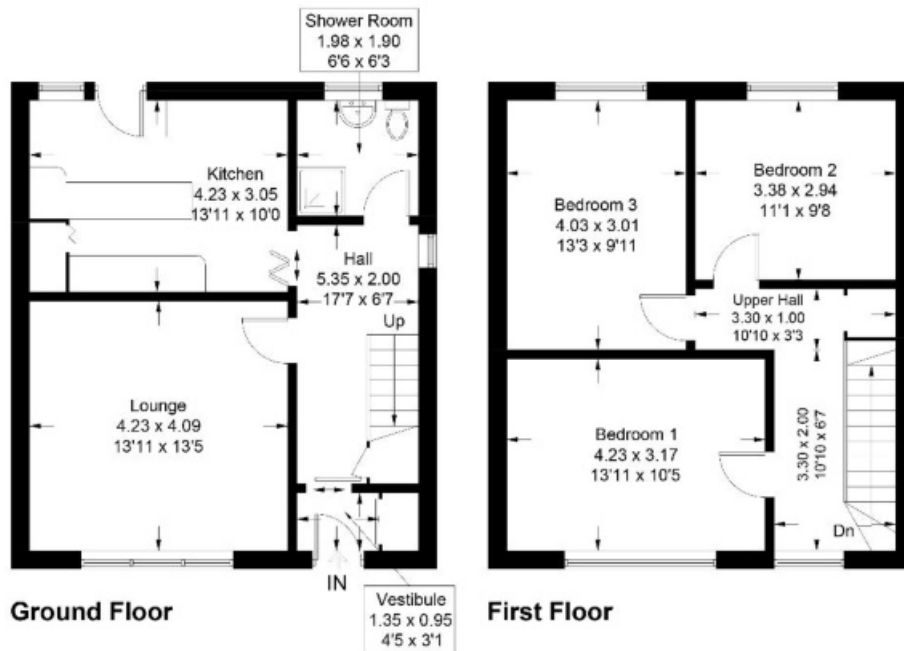 Shower Room
1.98 x 1.90
6'6 x 6'3
Kitchen
4.23 x 3.05
13'11 x 10'0
Hall
5.35 x 2.00
17'7 x 6'7
Up
Lounge
4.23 x 4.09
13'11 x 13'5
IN
Vestibule
1.35 x 0.95
4'5 x 3'1
Ground Floor
Bedroom 3
4.03 x 3.01
13'3 x 9'11
Bedroom 2
3.38 x 2.94
11'1 x 9'8
Upper Hall
3.30 x 1.00
10'10 x 3'3
Bedroom 1
4.23 x 3.17
13'11 x 10'5
3.30 x 2.00
10'10 x 6'7
Dn
First Floor